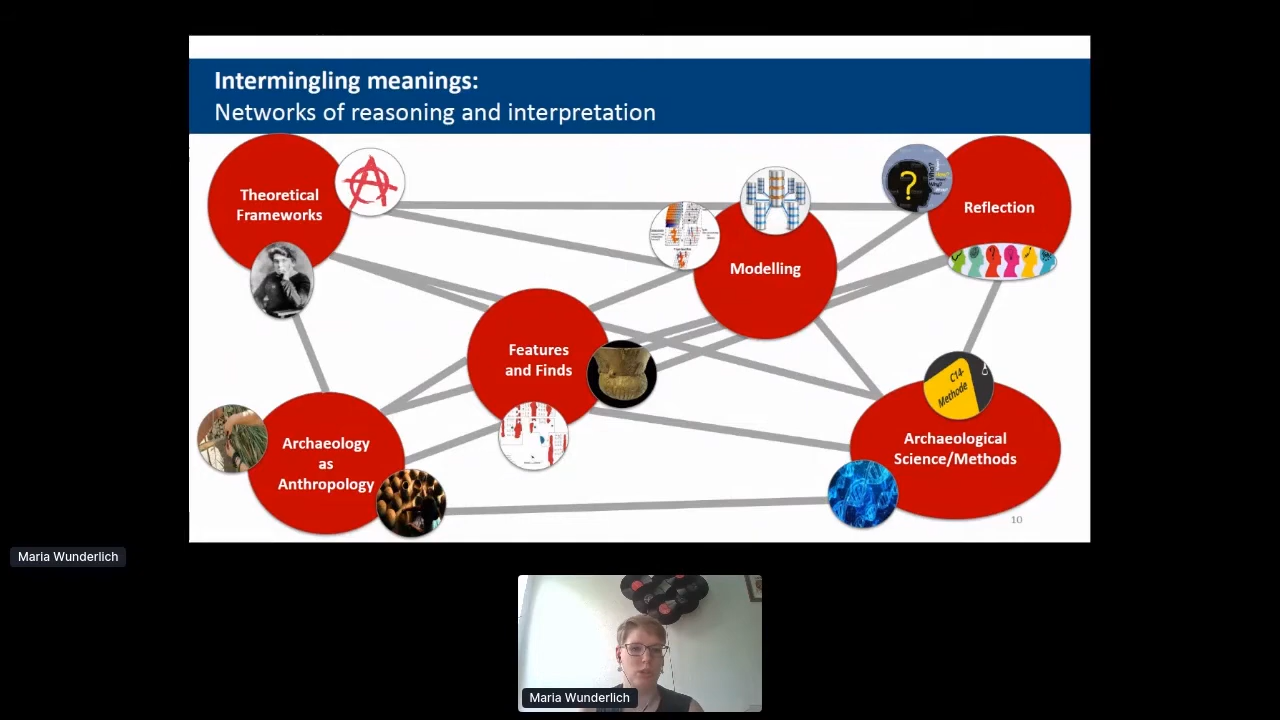 Intermingling meanings:
Networks of reasoning and interpretation
Theoretical
Frameworks
?
Reflection
Modelling
Features
and Finds
C14-
Methode
Archaeology
as
Anthropology
Archaeological
Science/Methods
10
Maria Wunderlich
Maria Wunderlich